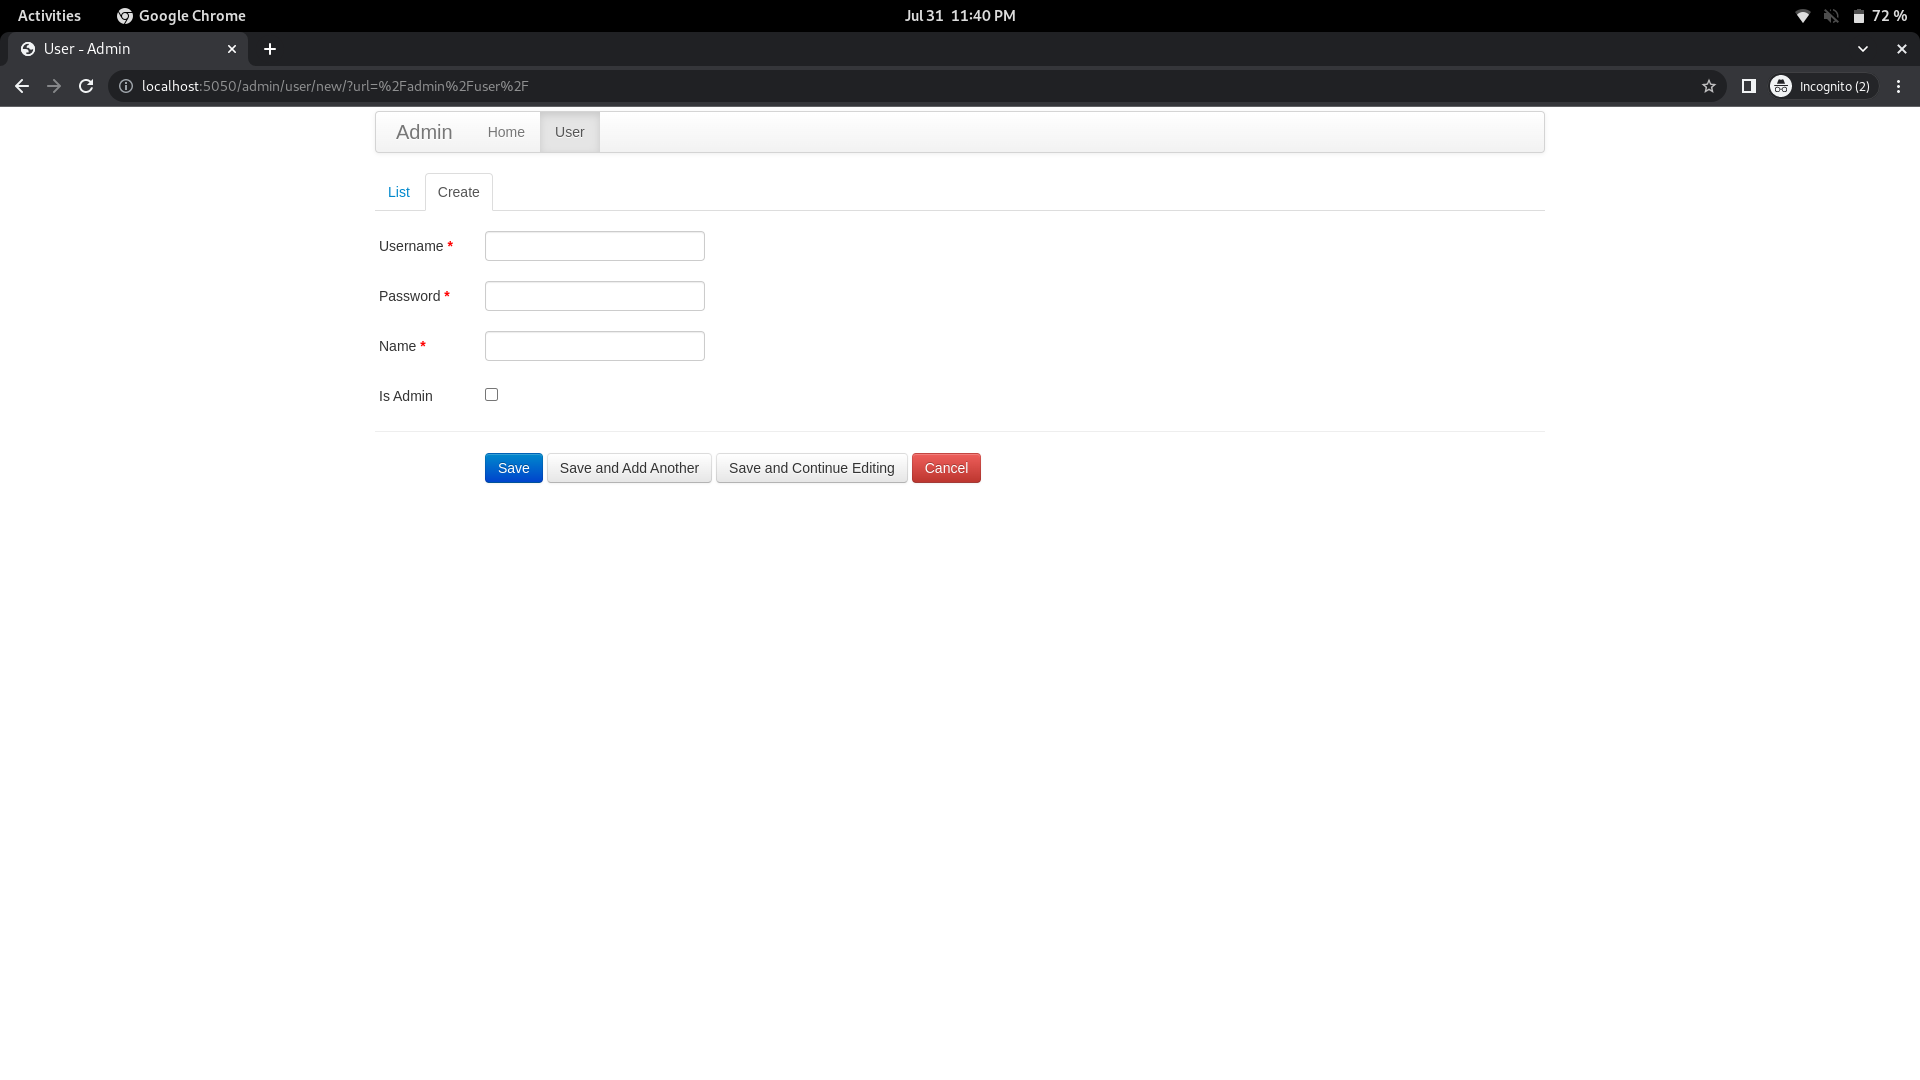 Activities Google Chrome Jul 31 11:40 PM 72 %
User - Admin
localhost:5050/admin/user/new/?url=%2Fadmin%2Fuser%2F Incognito (2)
Admin Home User
List Create
Username *
Password *
Name *
Is Admin
Save Save and Add Another Save and Continue Editing Cancel